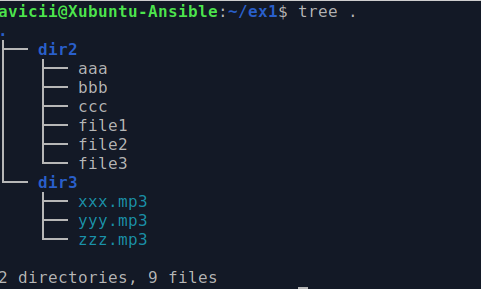 avicii@Xubuntu-Ansible:~/ex1$ tree .
.
├── dir2
│   ├── aaa
│   ├── bbb
│   ├── ccc
│   ├── file1
│   ├── file2
│   └── file3
└── dir3
    ├── xxx.mp3
    ├── yyy.mp3
    └── zzz.mp3

2 directories, 9 files